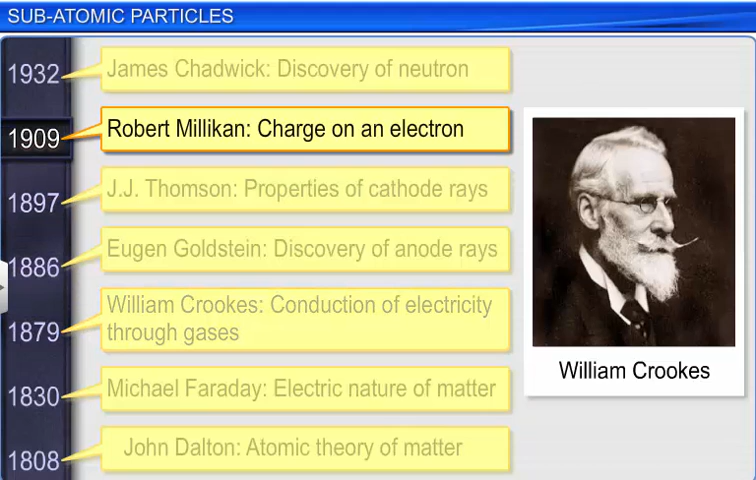 SUB-ATOMIC PARTICLES
1932
James Chadwick: Discovery of neutron
1909
Robert Millikan: Charge on an electron
1897
J.J. Thomson: Properties of cathode rays
1886
Eugen Goldstein: Discovery of anode rays
1879
William Crookes: Conduction of electricity
through gases
1830
Michael Faraday: Electric nature of matter
1808
John Dalton: Atomic theory of matter
William Crookes